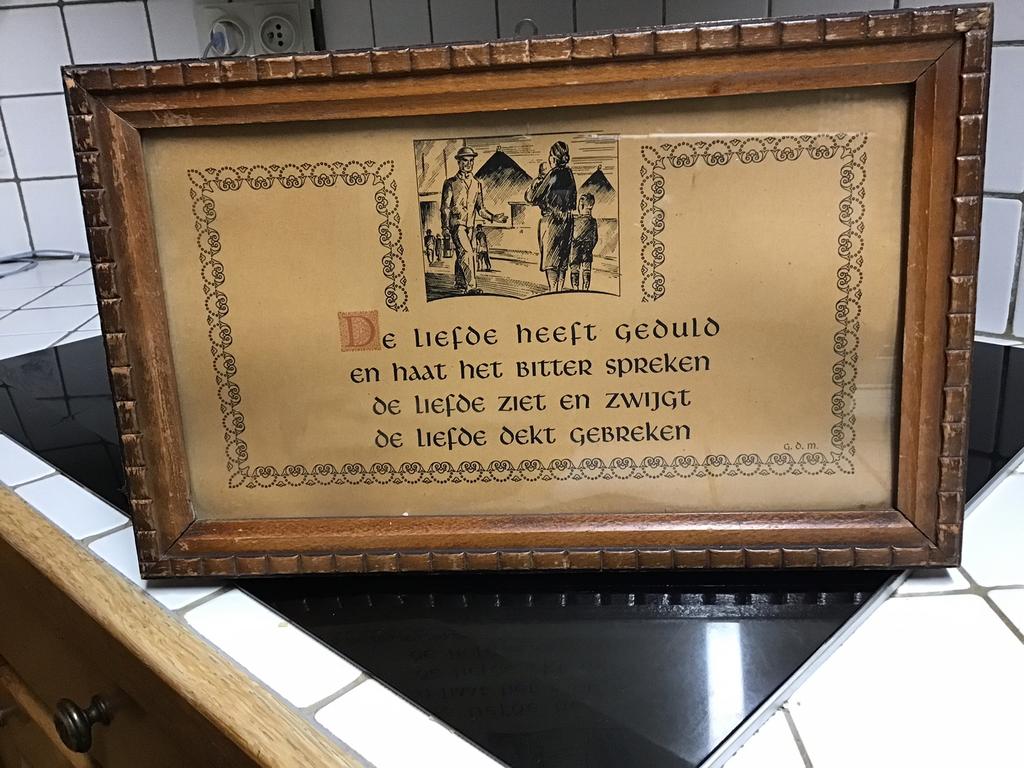 De liefde heeft geduld
en haat het bitter spreken
de liefde ziet en zwijgt
de liefde dekt gebreken
G. D. M.